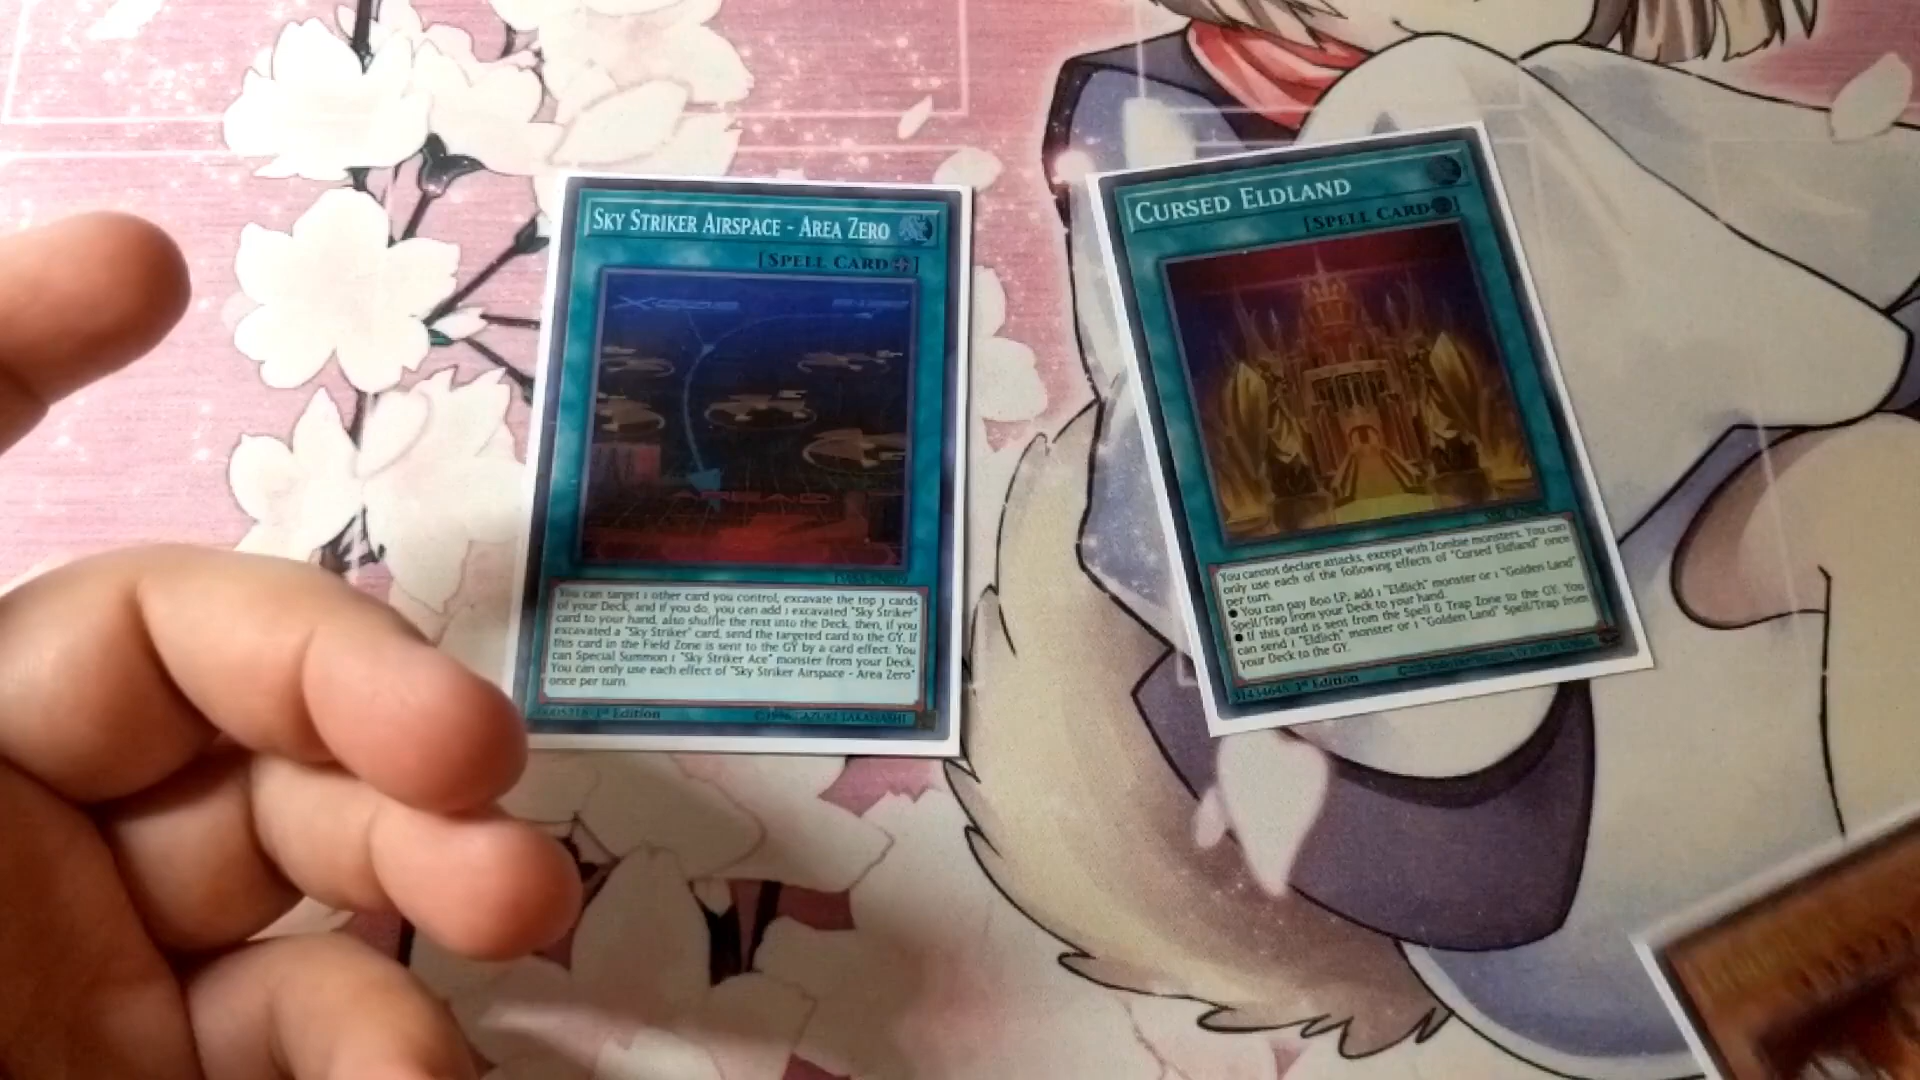 SKY STRIKER AIRSPACE - AREA ZERO
[SPELL CARD]
AREA 0
You can target 1 other card you control, excavate the top 3 cards
of your Deck, and if you do, you can add 1 excavated "Sky Striker"
card to your hand, also shuffle the rest into the Deck, then, if you
excavated a "Sky Striker" card, send the targeted card to the GY. If
this card in the Field Zone is sent to the GY by a card effect: You
can Special Summon 1 "Sky Striker Ace" monster from your Deck.
You can only use each effect of "Sky Striker Airspace - Area Zero"
once per turn.
1st Edition
©1996 KAZUKI TAKAHASHI
CURSED ELDLAND
[SPELL CARD]
You cannot declare attacks, except with Zombie monsters. You can
only use each of the following effects of "Cursed Eldland" once
per turn.
● You can pay 800 LP; add 1 "Eldlich" monster or 1 "Golden Land"
Spell/Trap from your Deck to your hand.
● If this card is sent from the Spell & Trap Zone to the GY: You
can send 1 "Eldlich" monster or 1 "Golden Land" Spell/Trap from
your Deck to the GY.
31434645 1st Edition